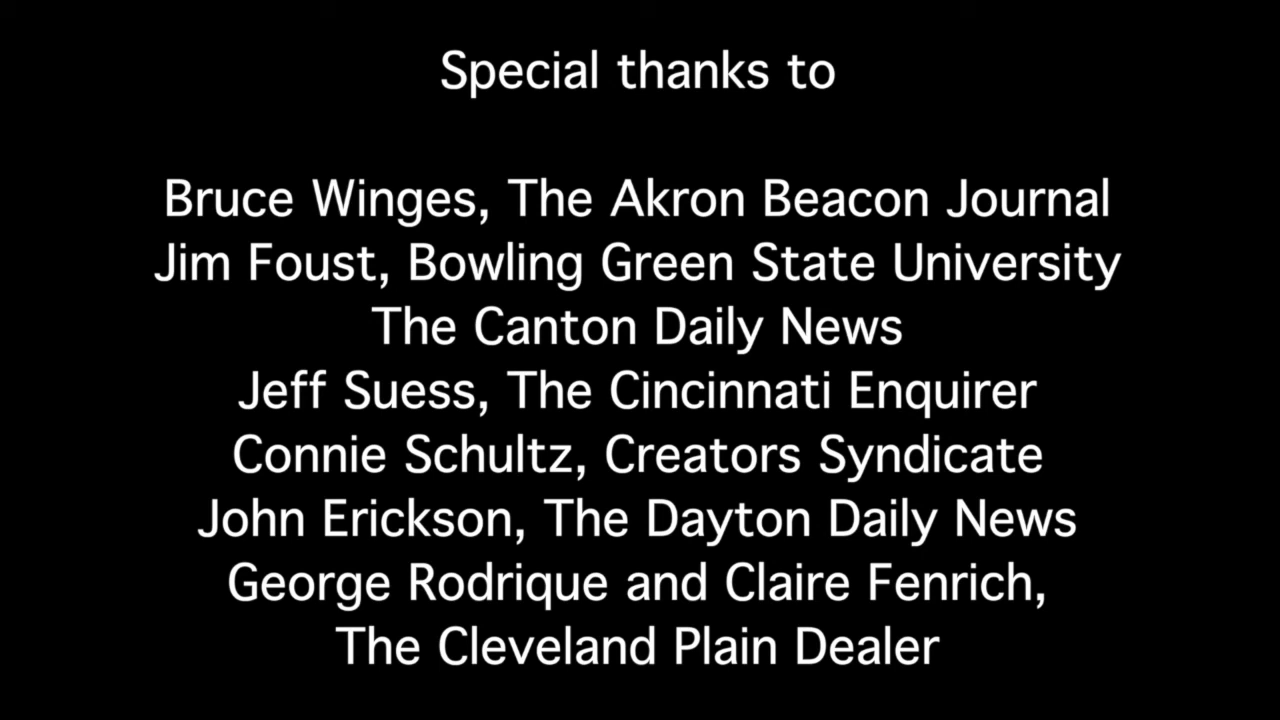 Special thanks to
Bruce Winges, The Akron Beacon Journal
Jim Foust, Bowling Green State University
The Canton Daily News
Jeff Suess, The Cincinnati Enquirer
Connie Schultz, Creators Syndicate
John Erickson, The Dayton Daily News
George Rodrique and Claire Fenrich,
The Cleveland Plain Dealer